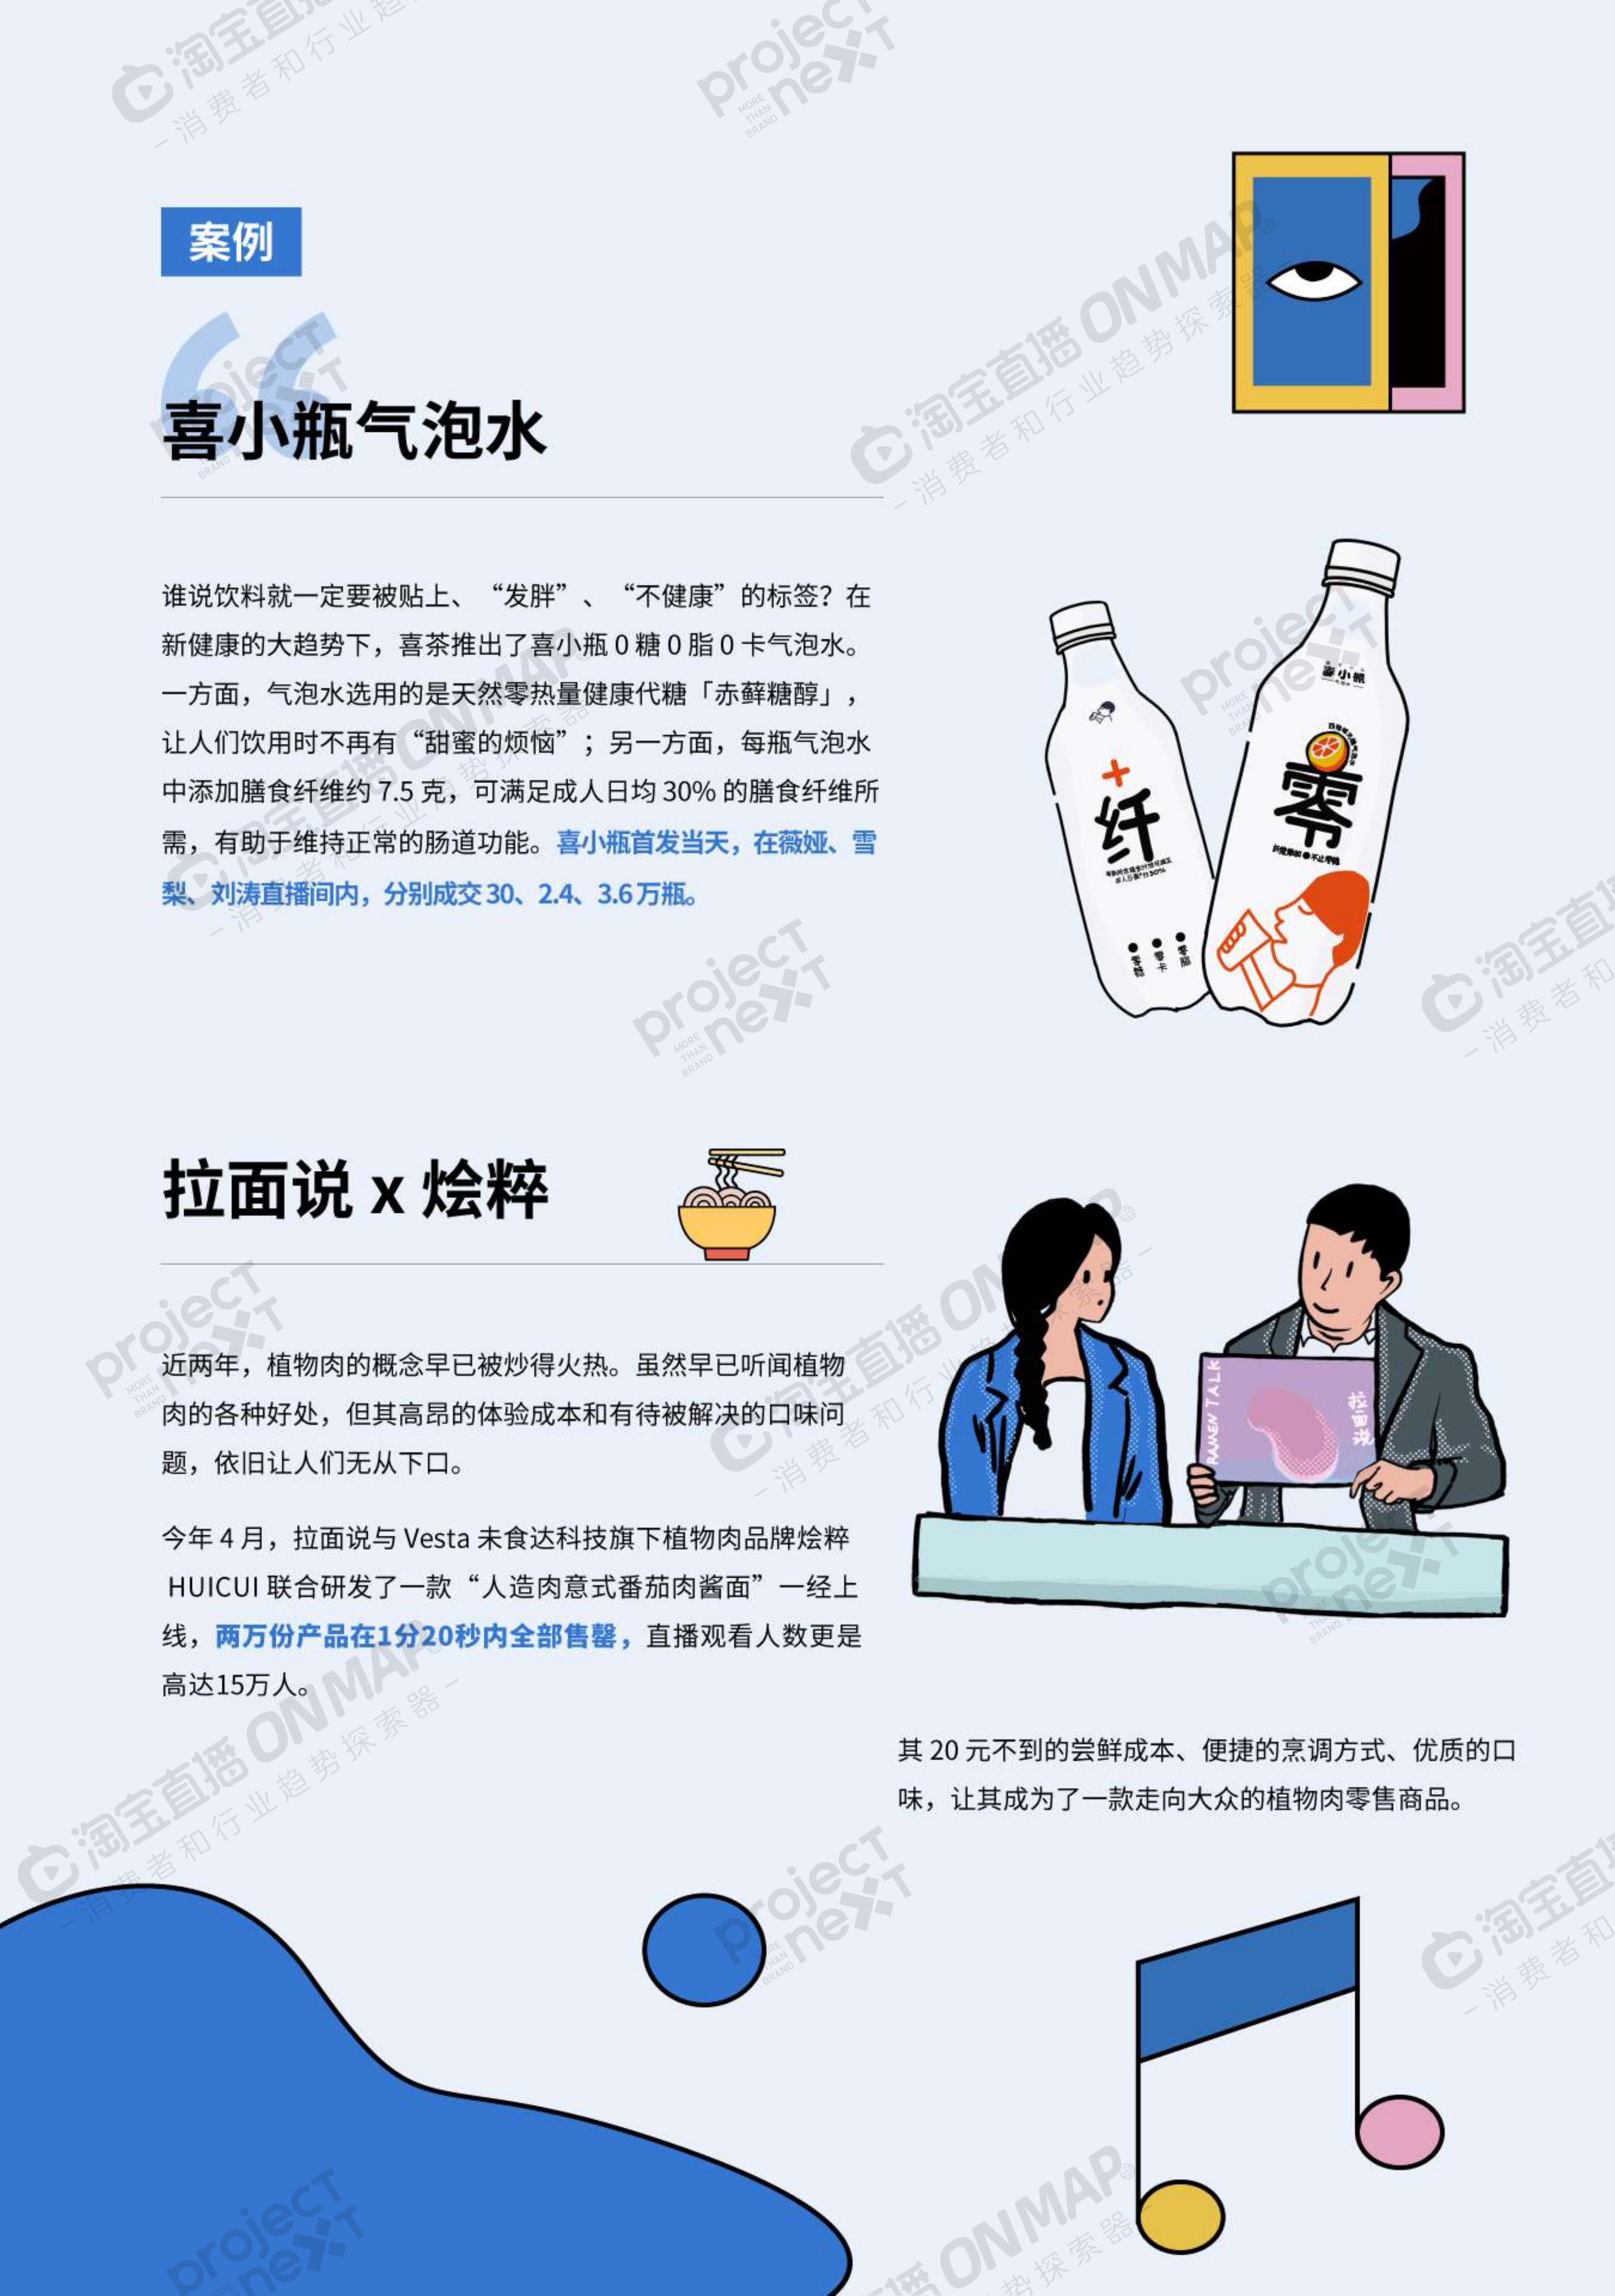 案例
喜小瓶气泡水
谁说饮料就一定要被贴上、“发胖”、“不健康”的标签？在
新健康的大趋势下，喜茶推出了喜小瓶 0 糖 0 脂 0 卡气泡水。
一方面，气泡水选用的是天然零热量健康代糖「赤藓糖醇」，
让人们饮用时不再有“甜蜜的烦恼”；另一方面，每瓶气泡水
中添加膳食纤维约 7.5 克，可满足成人日均 30% 的膳食纤维所
需，有助于维持正常的肠道功能。喜小瓶首发当天，在薇娅、雪
梨、刘涛直播间内，分别成交 30、2.4、3.6 万瓶。
+
纤
零糖
零卡
零脂
喜小瓶
零
拉面说 x 烩粹
近两年，植物肉的概念早已被炒得火热。虽然早已听闻植物
肉的各种好处，但其高昂的体验成本和有待被解决的口味问
题，依旧让人们无从下口。
今年 4 月，拉面说与 Vesta 未食达科技旗下植物肉品牌烩粹
HUICUI 联合研发了一款“人造肉意式番茄肉酱面”一经上
线，两万份产品在1分20秒内全部售罄，直播观看人数更是
高达15万人。
RAMEN TALK
拉面说
其 20 元不到的尝鲜成本、便捷的烹调方式、优质的口
味，让其成为了一款走向大众的植物肉零售商品。
淘宝直播 ON MAP
－消费者和行业趋势探索器－
project
next
MORE
THAN
BRAND